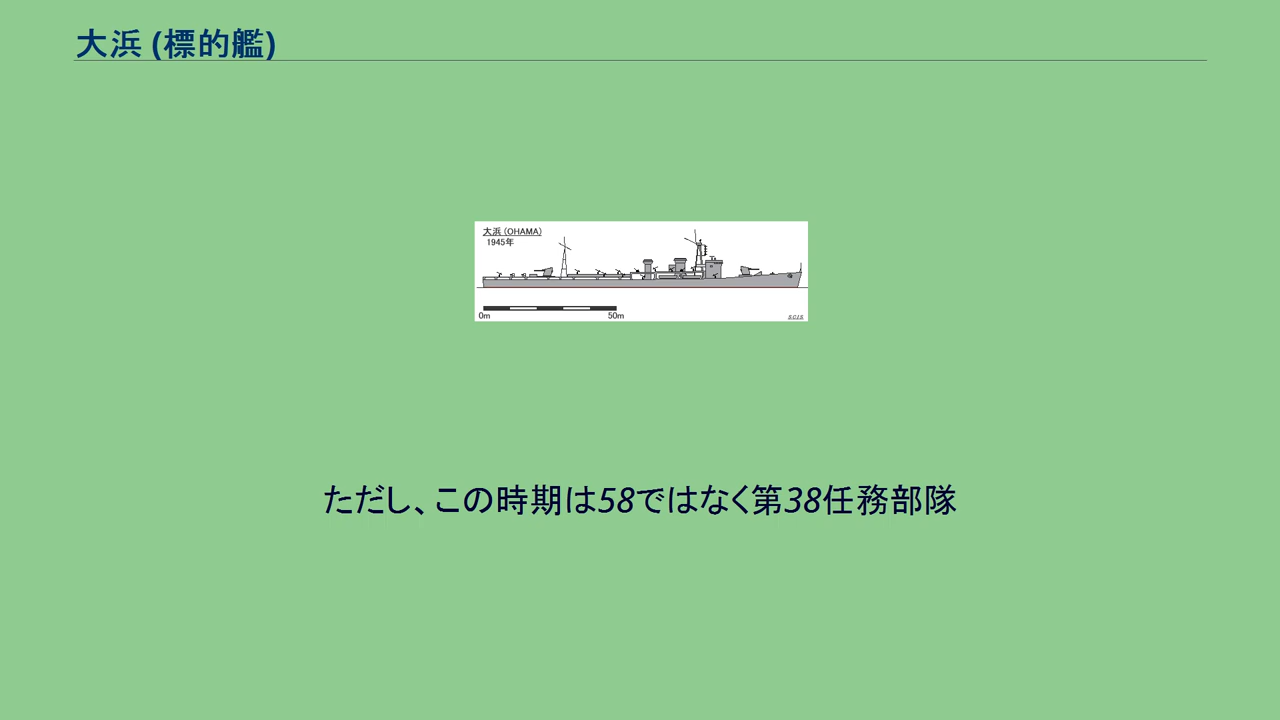 大浜 (標的艦)
大浜 (OHAMA)
1945年
0m 50m
S.C.J.S.
ただし、この時期は58ではなく第38任務部隊